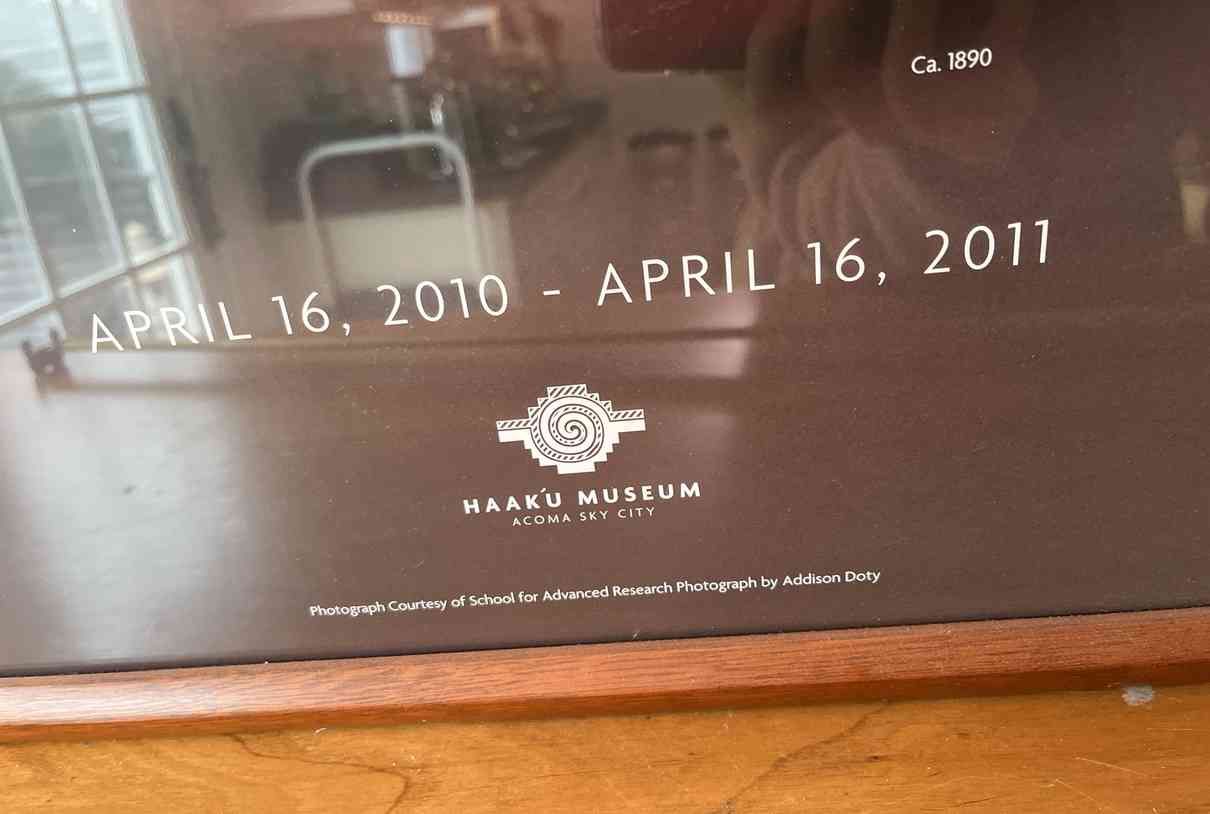 Ca. 1890
APRIL 16, 2010 - APRIL 16, 2011
HAAK'U MUSEUM
ACOMA SKY CITY
Photograph Courtesy of School for Advanced Research Photograph by Addison Doty